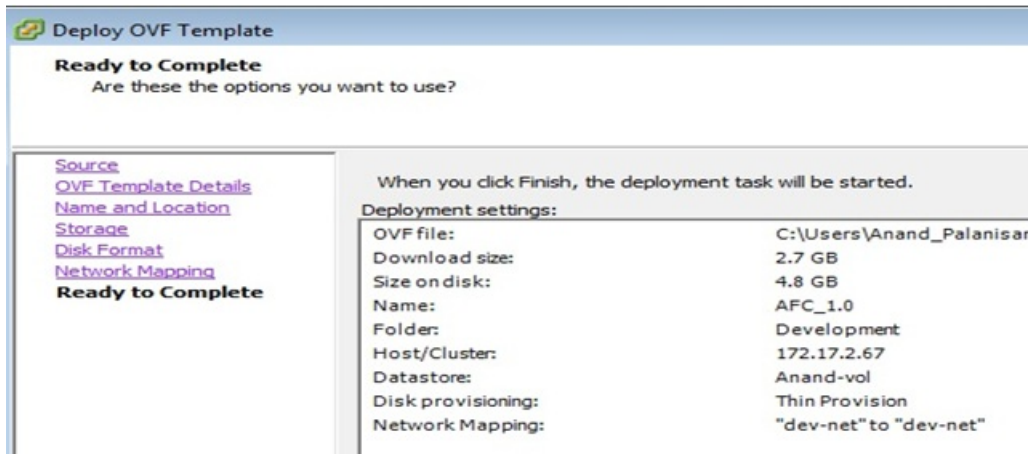 Deploy OVF Template
Ready to Complete
Are these the options you want to use?
Source
OVF Template Details
Name and Location
Storage
Disk Format
Network Mapping
Ready to Complete
When you click Finish, the deployment task will be started.
Deployment settings:
OVF file: C:\Users\Anand_Palanisar
Download size: 2.7 GB
Size on disk: 4.8 GB
Name: AFC_1.0
Folder: Development
Host/Cluster: 172.17.2.67
Datastore: Anand-vol
Disk provisioning: Thin Provision
Network Mapping: "dev-net" to "dev-net"